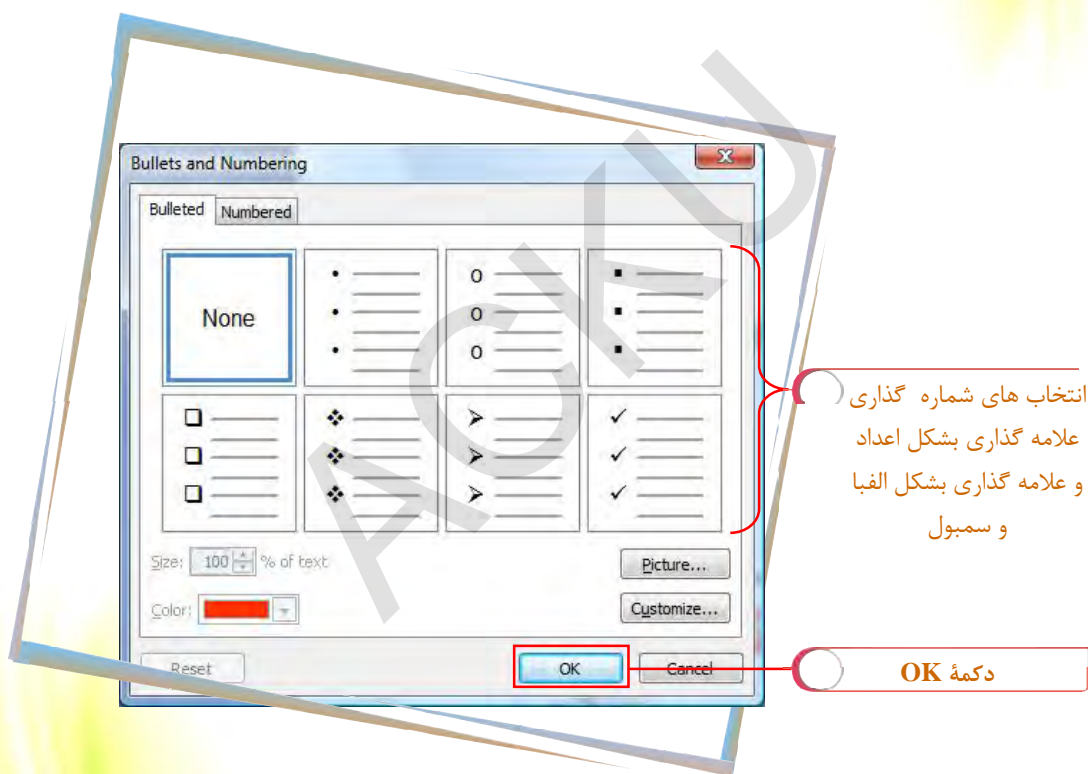 Bullets and Numbering
Bulleted Numbered
None
Size: 100 % of text
Picture...
Color:
Customize...
Reset OK Cancel
انتخاب های شماره گذاری
علامه گذاری بشکل اعداد
و علامه گذاری بشکل الفبا
و سمبول
دکمۀ OK
ACKU